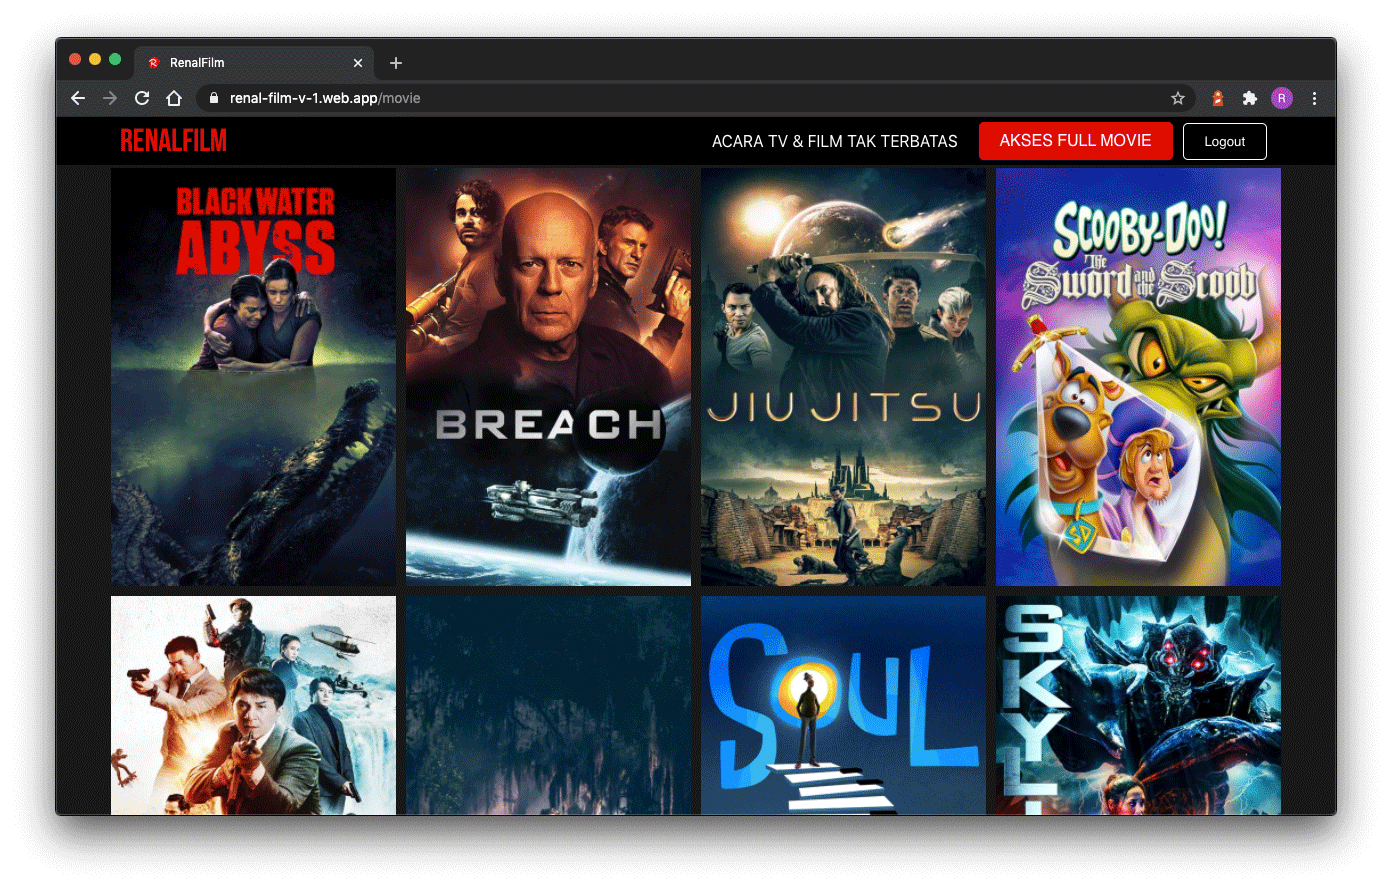 RenalFilm
renal-film-v-1.web.app/movie
R
RENALFILM
ACARA TV & FILM TAK TERBATAS
AKSES FULL MOVIE
Logout
BLACK WATER
ABYSS
BREACH
JIU JITSU
SCOOBY-DOO!
The
Sword and the Scoob
SD
SOUL
SKYL